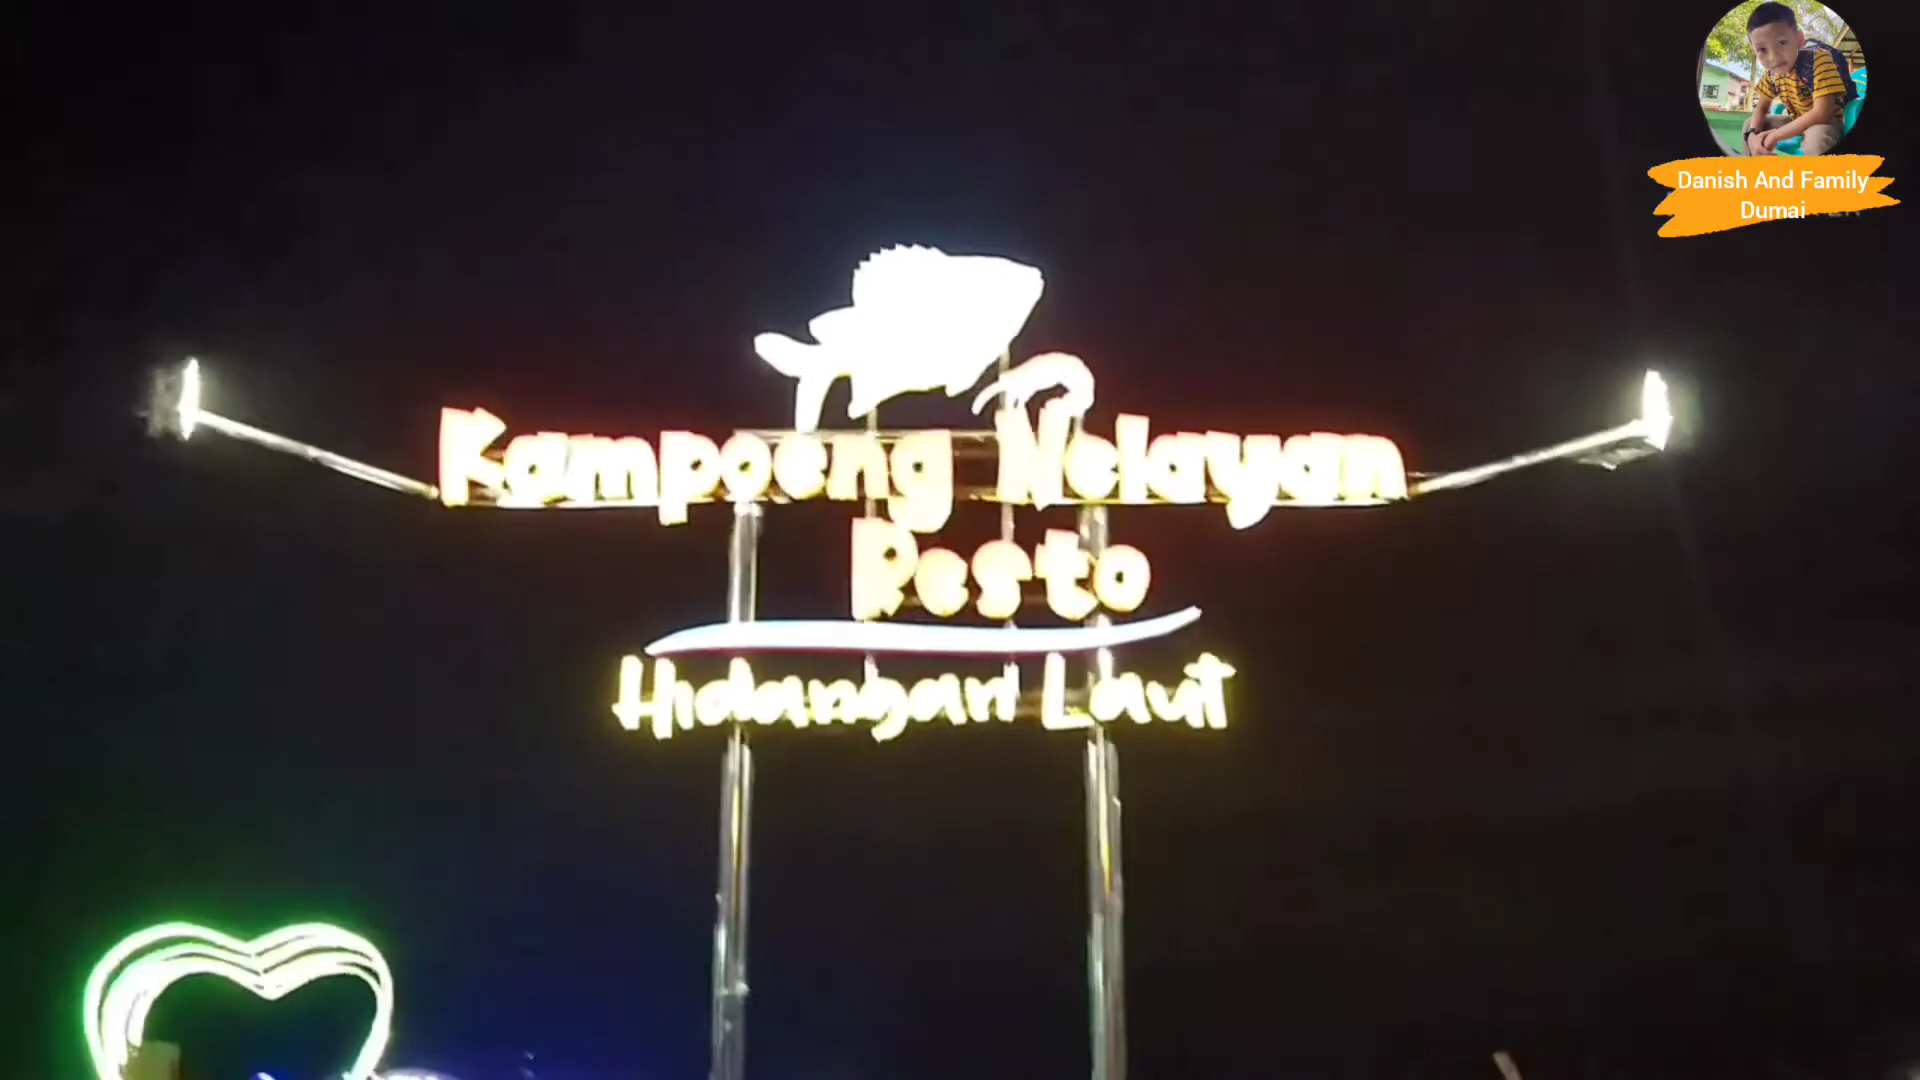 Danish And Family
Dumai
Kampoeng Nelayan
Resto
Hidangan Laut